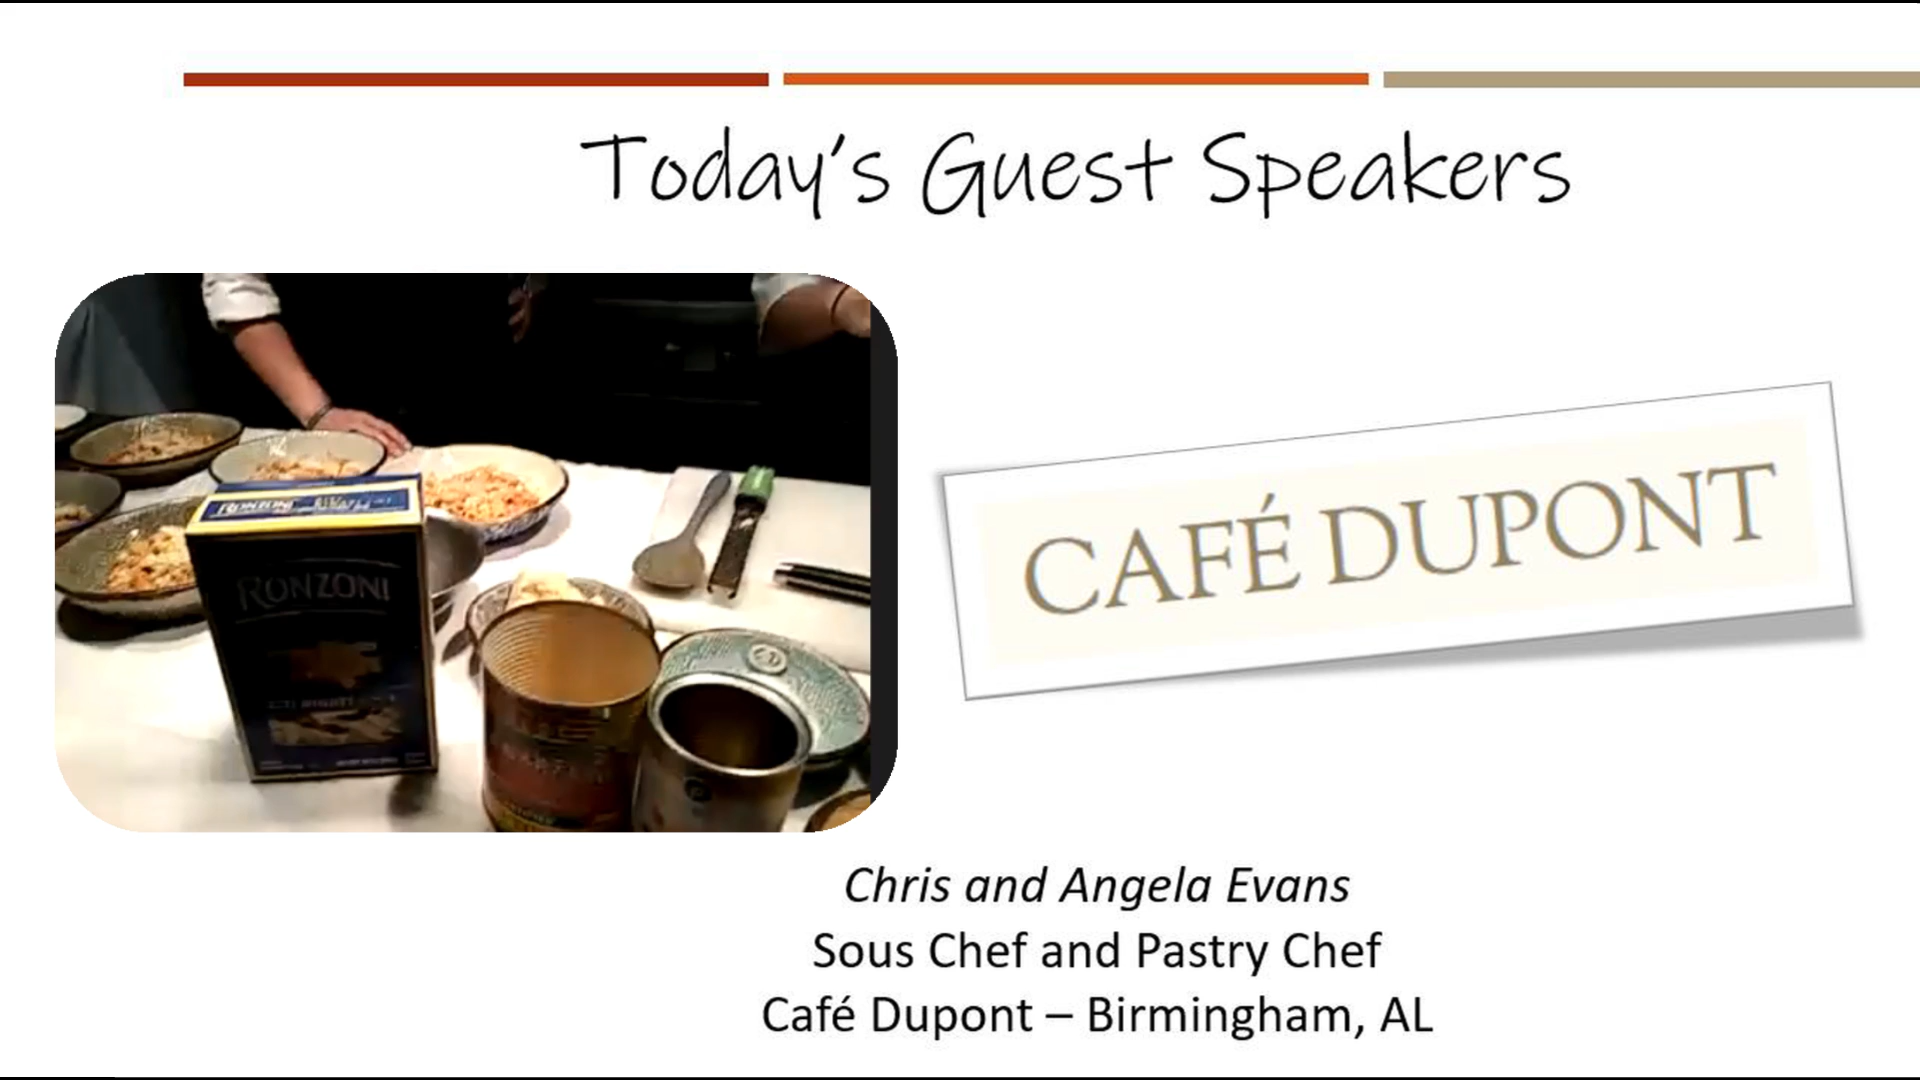 Today's Guest Speakers
RONZONI
RONZONI
CAFÉ DUPONT
Chris and Angela Evans
Sous Chef and Pastry Chef
Café Dupont – Birmingham, AL